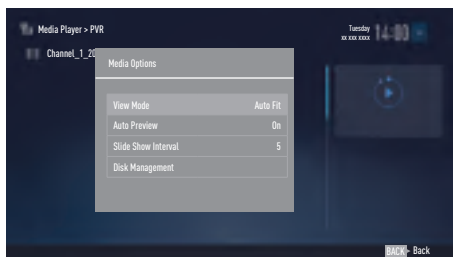 Media Player > PVR
Tuesday
xx xxx xxxx
14:00
Channel_1_20
Media Options
View Mode Auto Fit
Auto Preview On
Slide Show Interval 5
Disk Management
BACK Back